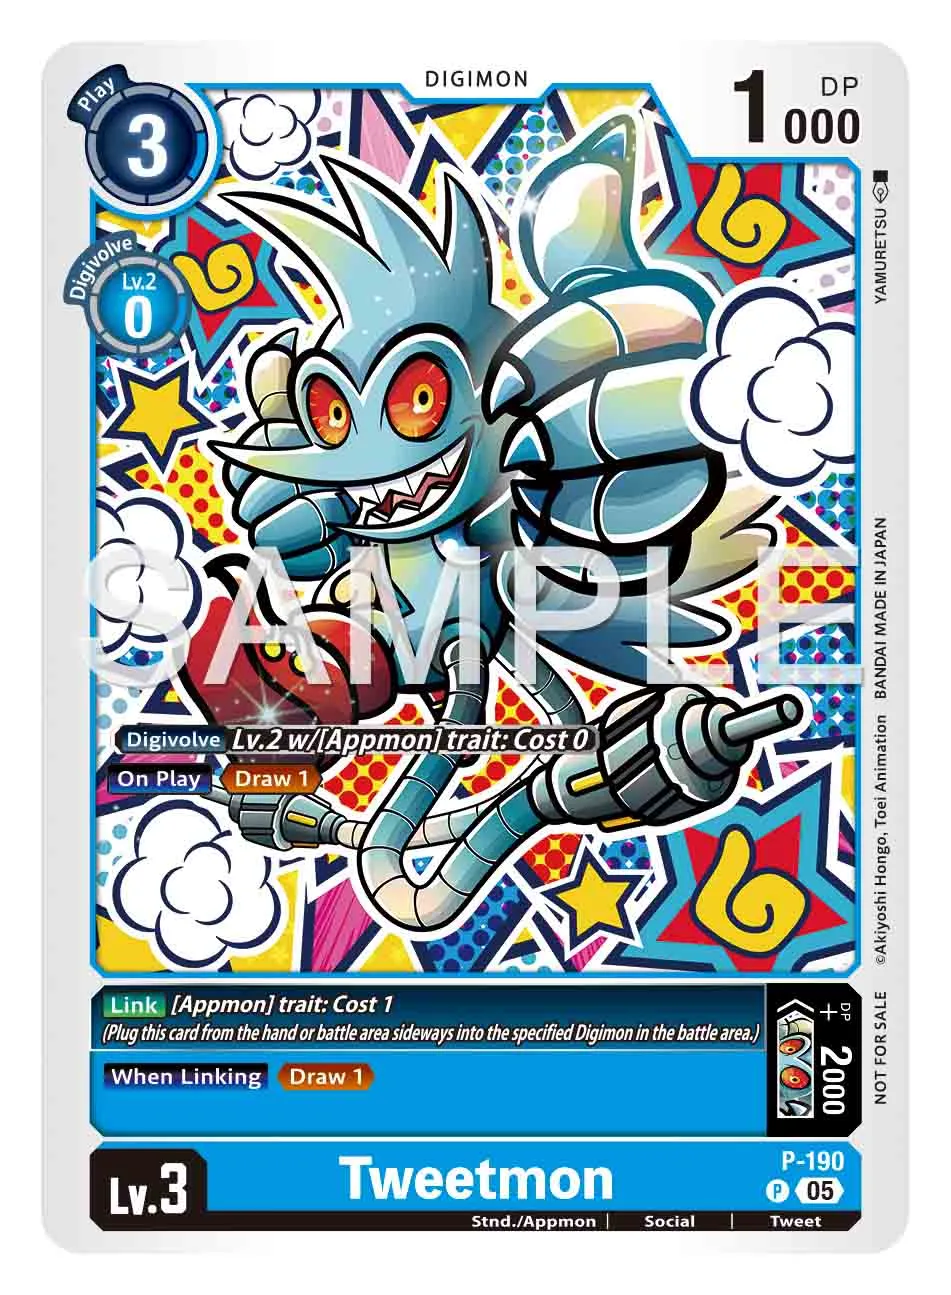 DIGIMON
Play
3
1000
DP
Digivolve
Lv.2
0
YAMURETSU
SAMPLE
BANDAI MADE IN JAPAN
©Akiyoshi Hongo, Toei Animation
NOT FOR SALE
Digivolve Lv.2 w/[Appmon] trait: Cost 0
On Play Draw 1
Link [Appmon] trait: Cost 1
(Plug this card from the hand or battle area sideways into the specified Digimon in the battle area.)
When Linking Draw 1
DP
+2000
Lv.3
Tweetmon
P-190
P 05
Stnd./Appmon | Social | Tweet